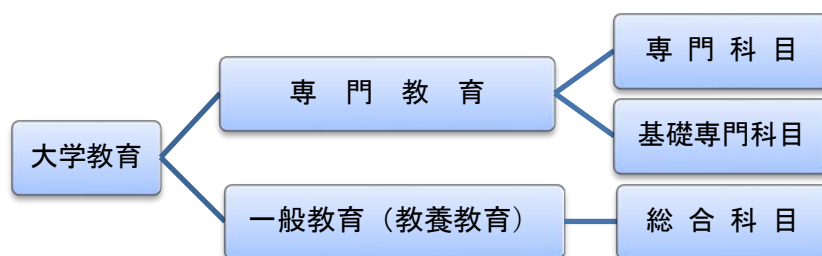 大学教育
専門教育
一般教育（教養教育）
専門科目
基礎専門科目
総合科目